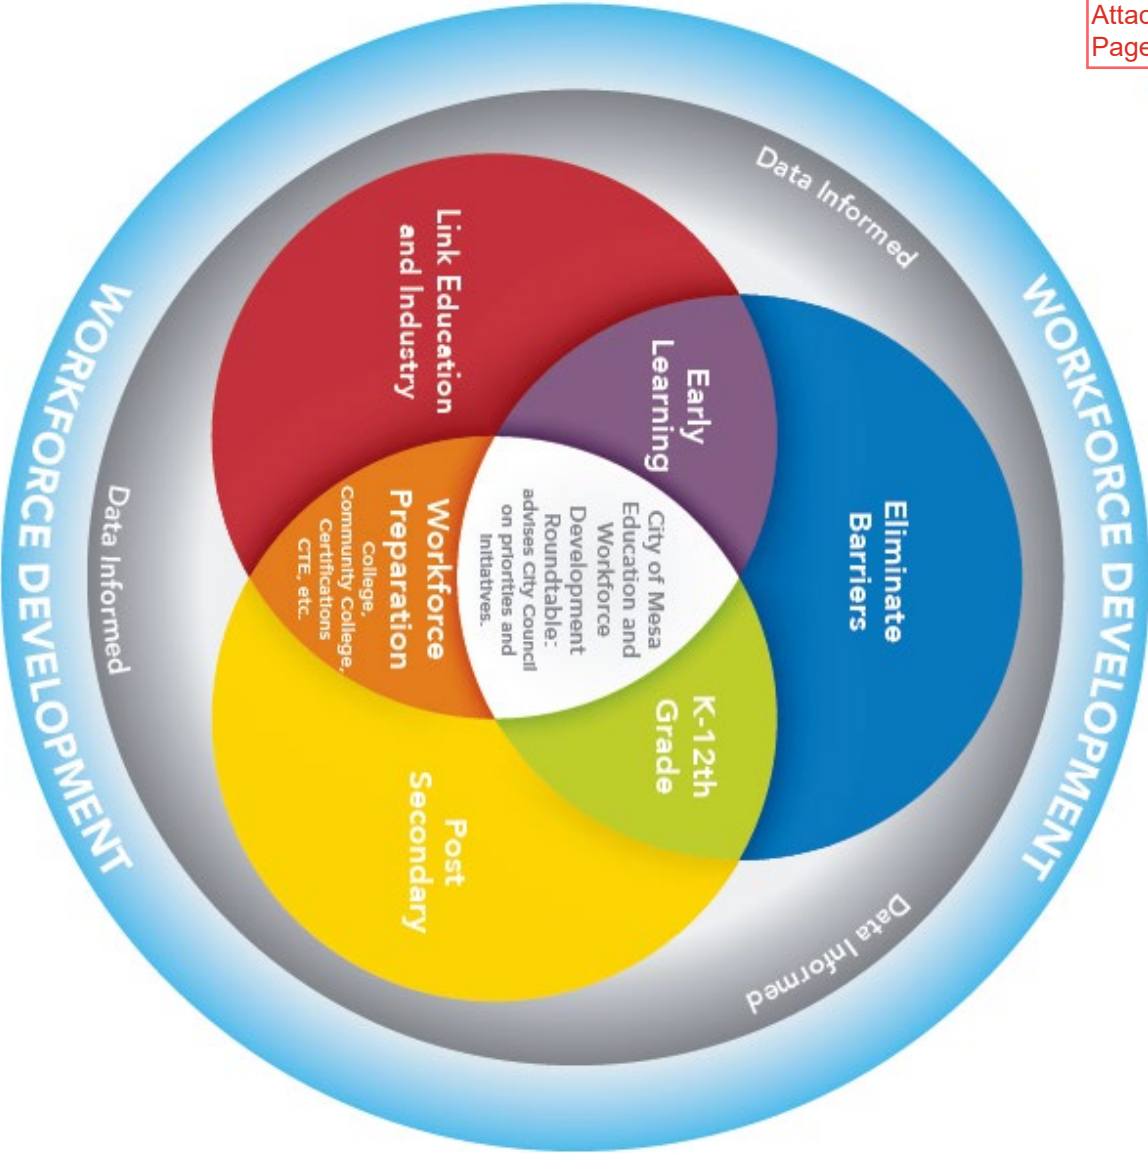 Attac
Page
WORKFORCE DEVELOPMENT
Data Informed
Data Informed
Eliminate
Barriers
Early
Learning
K-12th
Grade
City of Mesa
Education and
Workforce
Development
Roundtable:
advises City Council
on priorities and
Initiatives.
Link Education
and Industry
Workforce
Preparation
College,
Community College,
Certifications
CTE, etc.
Post
Secondary
Data Informed
WORKFORCE DEVELOPMENT